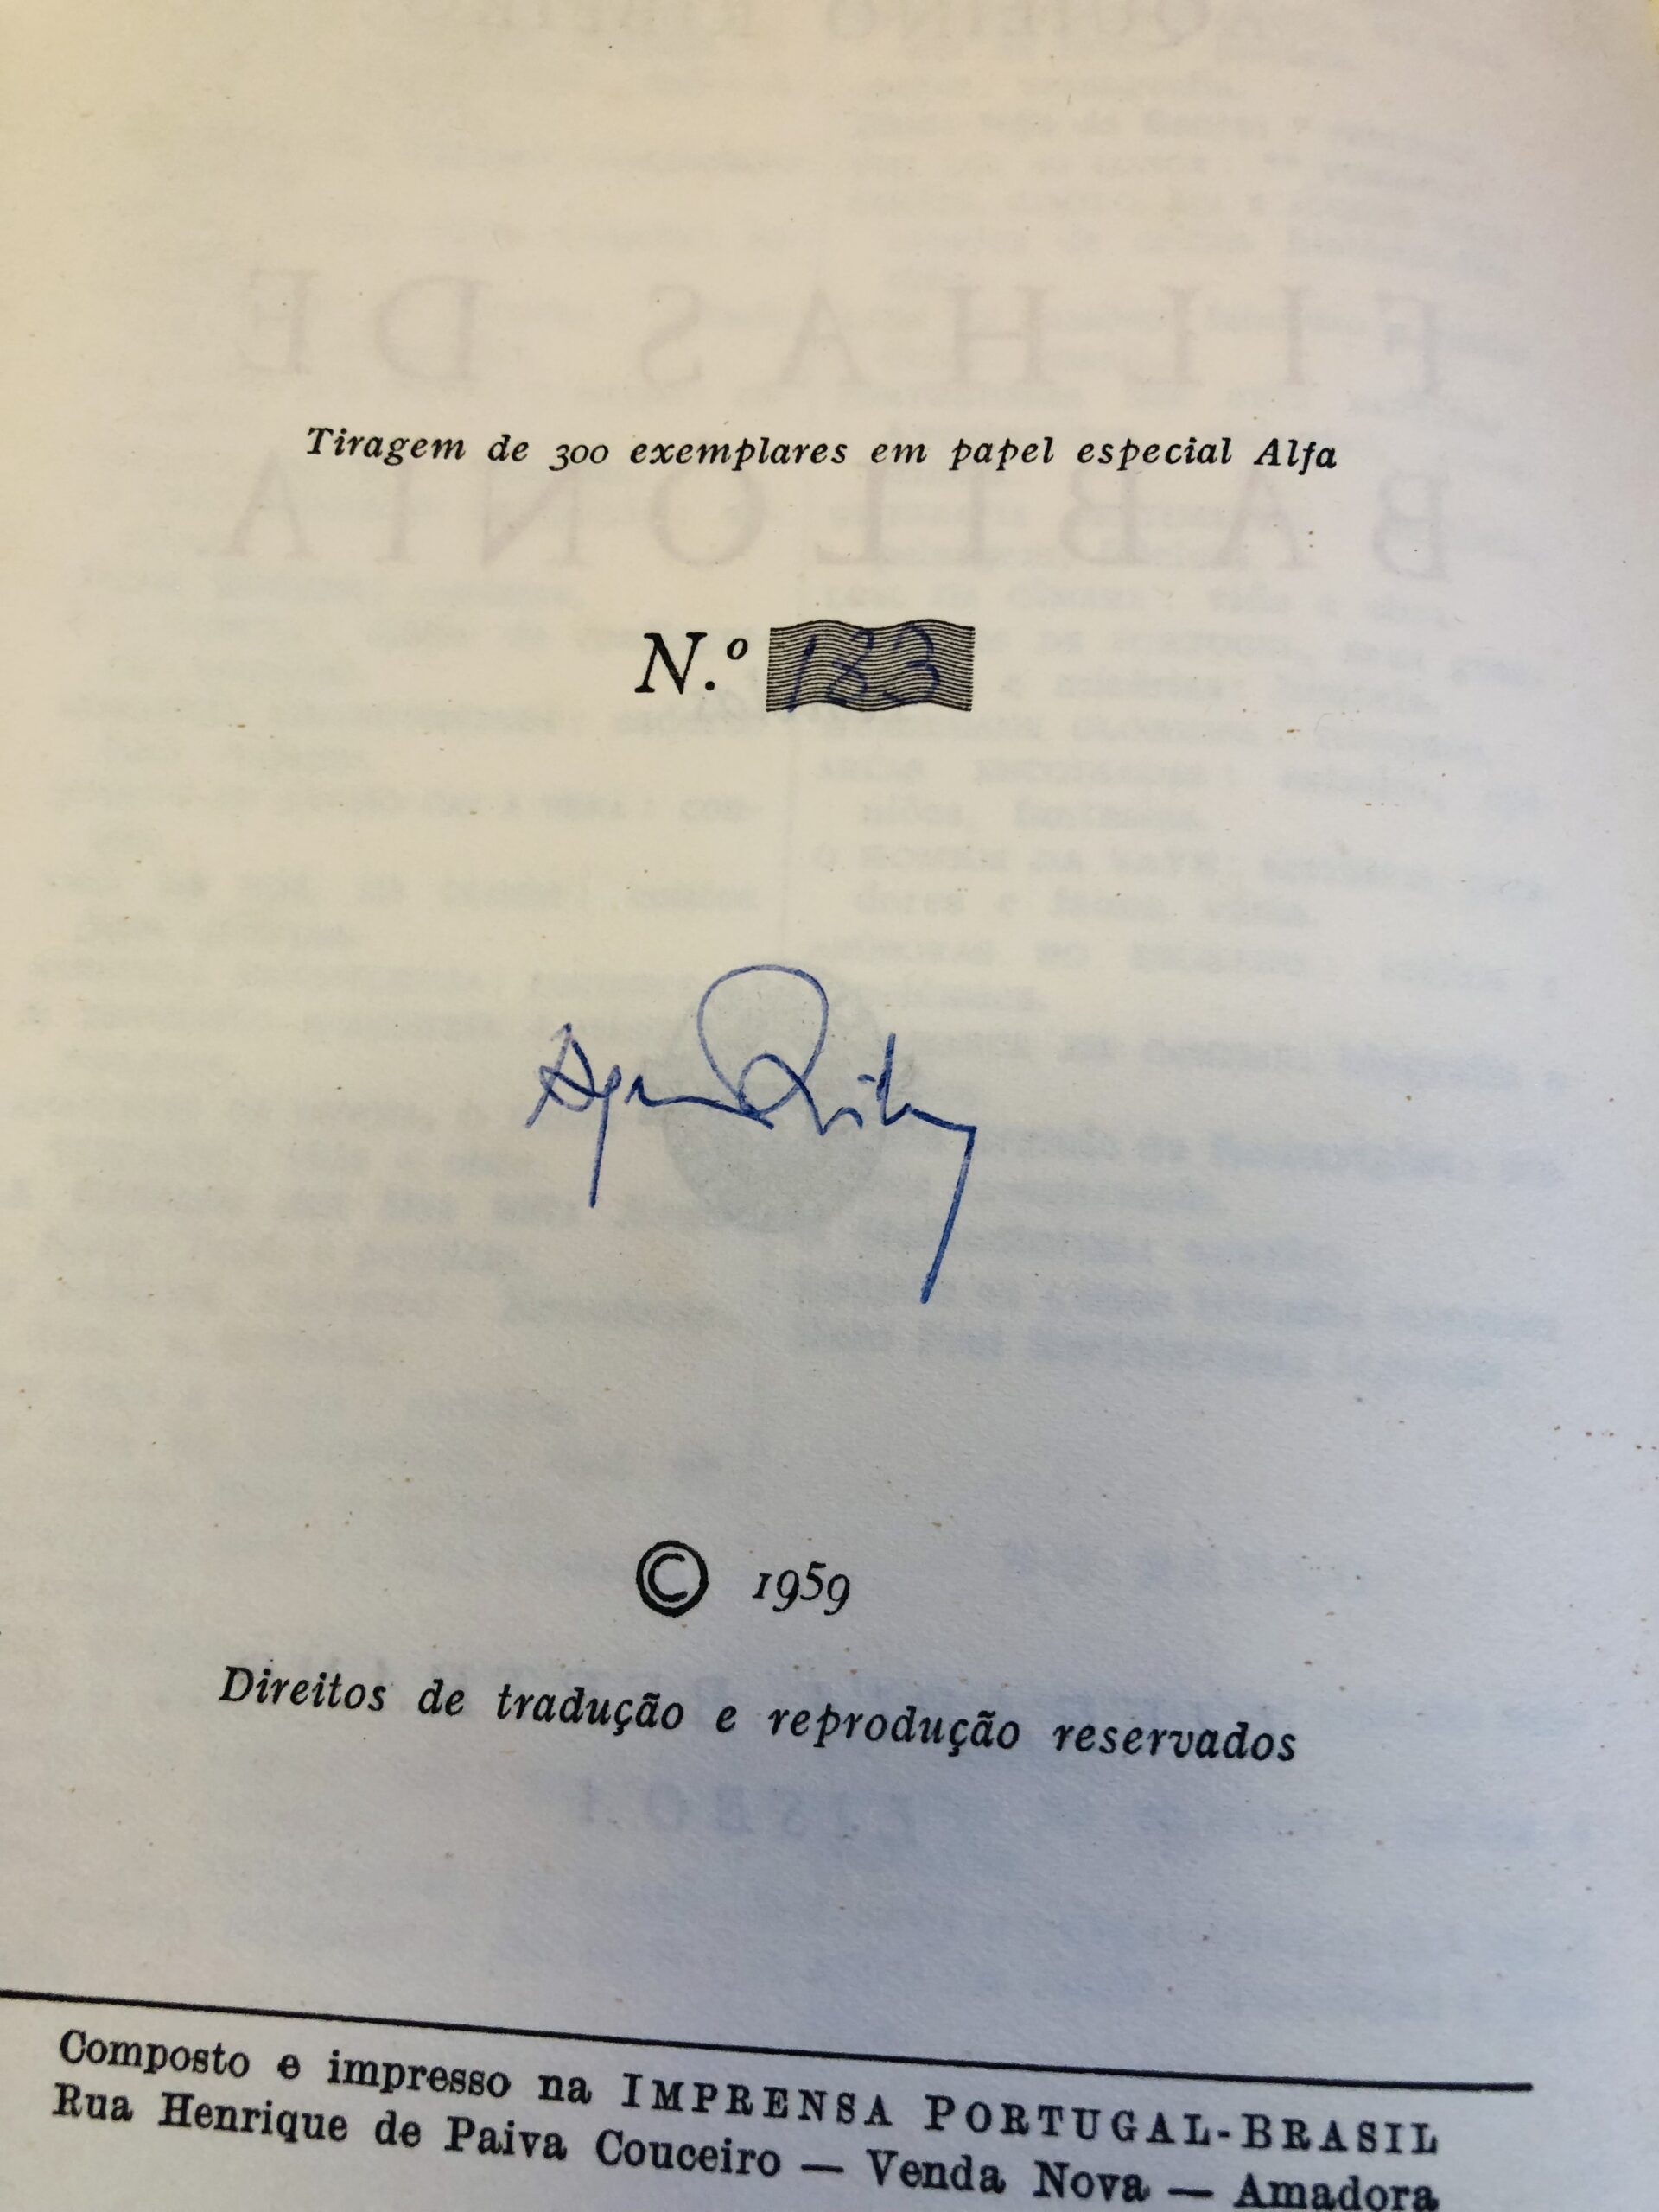 Tiragem de 300 exemplares em papel especial Alfa
N.º 183
© 1959
Direitos de tradução e reprodução reservados
Composto e impresso na IMPRENSA PORTUGAL-BRASIL
Rua Henrique de Paiva Couceiro — Venda Nova — Amadora